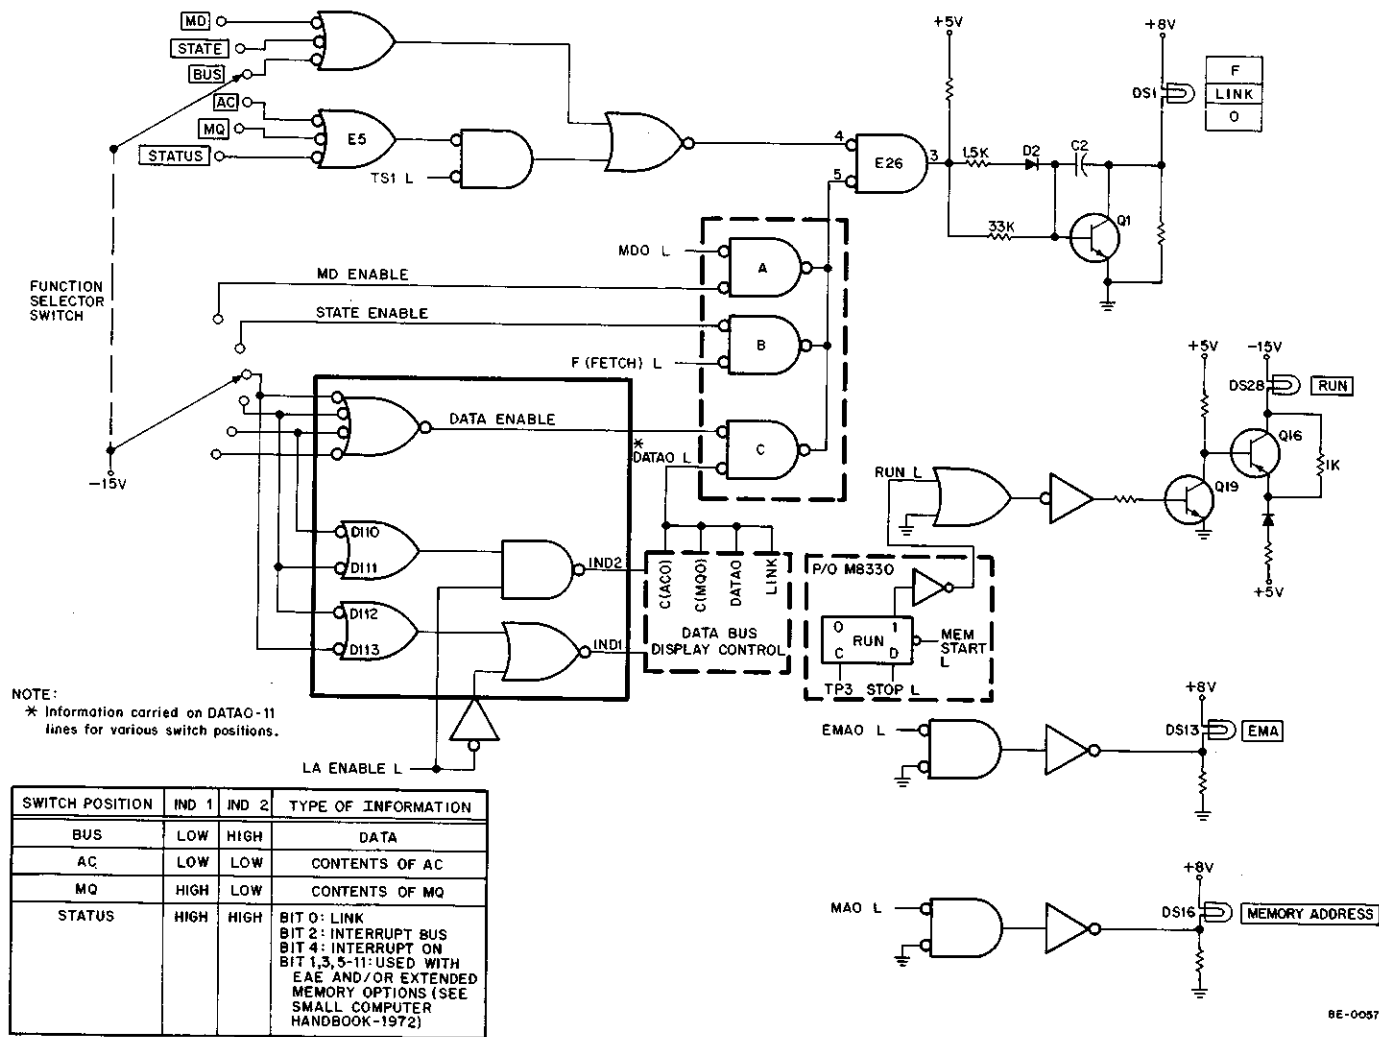 MD
STATE
BUS
AC
MQ
STATUS
E5
TS1 L
+5V
+8V
DS1
F
LINK
O
4
5
E26
3
1.5K
D2
C2
33K
Q1
FUNCTION
SELECTOR
SWITCH
MD ENABLE
STATE ENABLE
MDO L
A
B
F (FETCH) L
DATA ENABLE
*
DATAO L
C
-15V
DI10
DI11
DI12
DI13
IND2
IND1
C(ACO)
C(MQO)
DATAO
LINK
DATA BUS
DISPLAY CONTROL
LA ENABLE L
+5V
-15V
DS28
RUN
Q16
1K
Q19
+5V
RUN L
P/O M8330
O
1
RUN
C
D
MEM
START
L
TP3
STOP L
EMAO L
+8V
DS13
EMA
MAO L
+8V
DS16
MEMORY ADDRESS
NOTE:
* Information carried on DATAO-11
lines for various switch positions.
SWITCH POSITION IND 1 IND 2 TYPE OF INFORMATION
BUS LOW HIGH DATA
AC LOW LOW CONTENTS OF AC
MQ HIGH LOW CONTENTS OF MQ
STATUS HIGH HIGH BIT O: LINK
BIT 2: INTERRUPT BUS
BIT 4: INTERRUPT ON
BIT 1,3,5-11: USED WITH
EAE AND/OR EXTENDED
MEMORY OPTIONS (SEE
SMALL COMPUTER
HANDBOOK-1972)
8E-0057